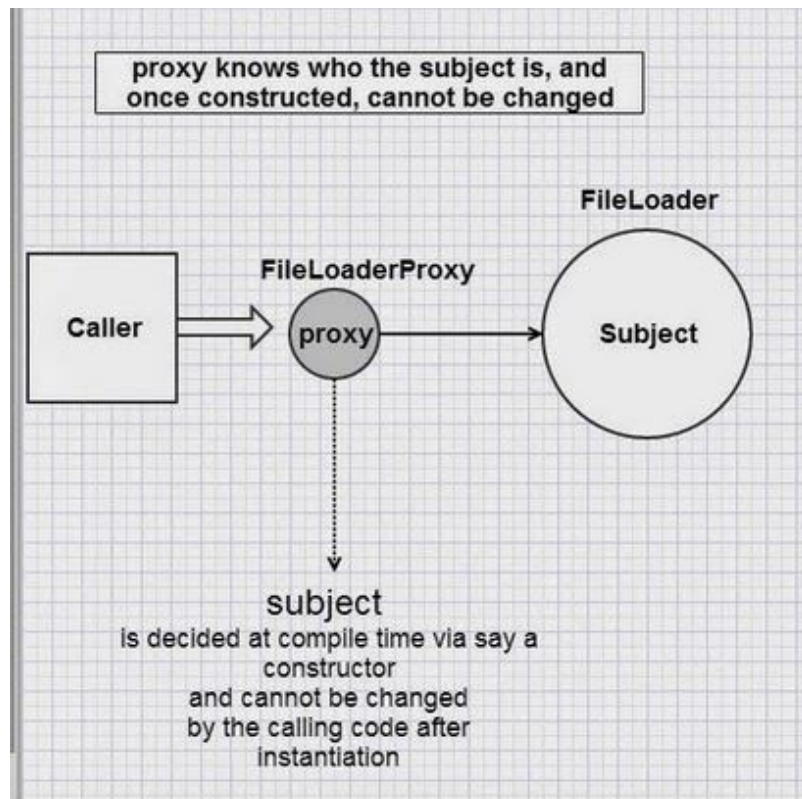 proxy knows who the subject is, and
once constructed, cannot be changed
FileLoader
FileLoaderProxy
Caller
proxy
Subject
subject
is decided at compile time via say a
constructor
and cannot be changed
by the calling code after
instantiation